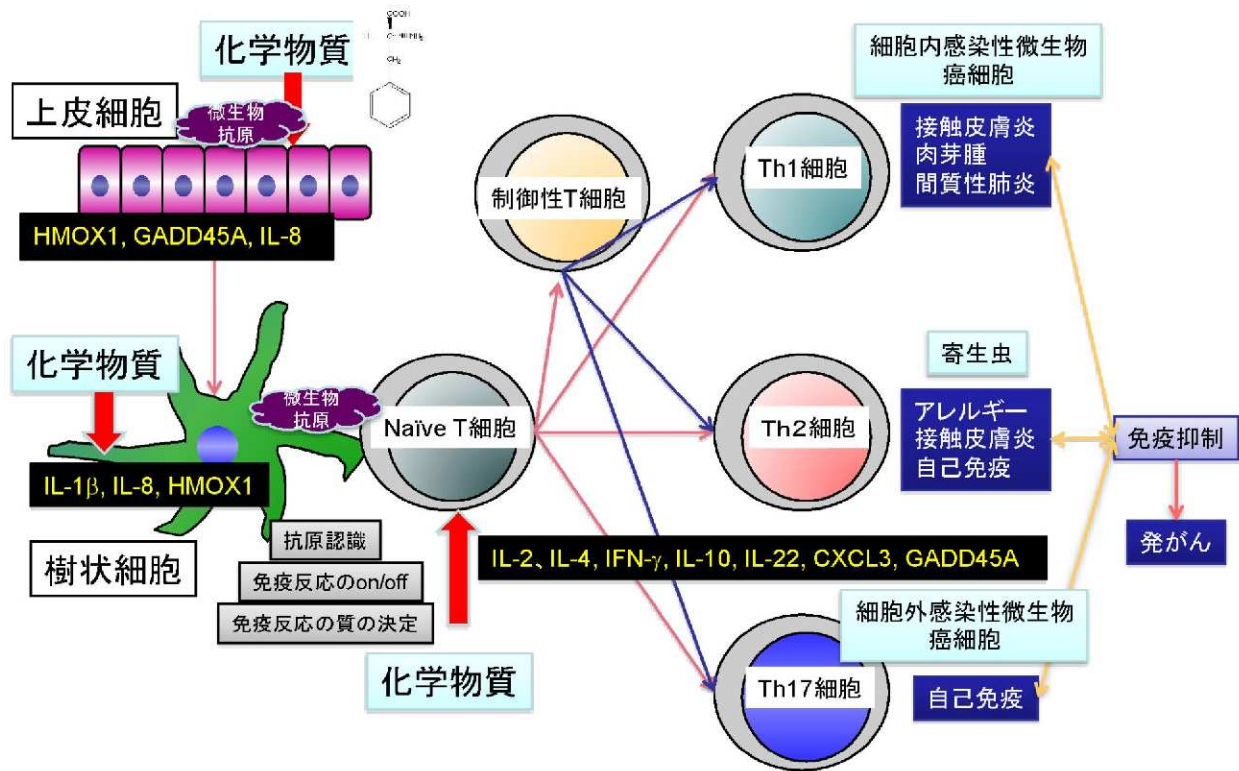 化学物質
COOH
CH₂
上皮細胞
微生物
抗原
HMOX1, GADD45A, IL-8
化学物質
微生物
抗原
IL-1β, IL-8, HMOX1
樹状細胞
抗原認識
免疫反応のon/off
免疫反応の質の決定
Naïve T細胞
化学物質
制御性T細胞
IL-2、IL-4, IFN-γ, IL-10, IL-22, CXCL3, GADD45A
Th1細胞
細胞内感染性微生物
癌細胞
接触皮膚炎
肉芽腫
間質性肺炎
Th2細胞
寄生虫
アレルギー
接触皮膚炎
自己免疫
Th17細胞
細胞外感染性微生物
癌細胞
自己免疫
免疫抑制
発がん